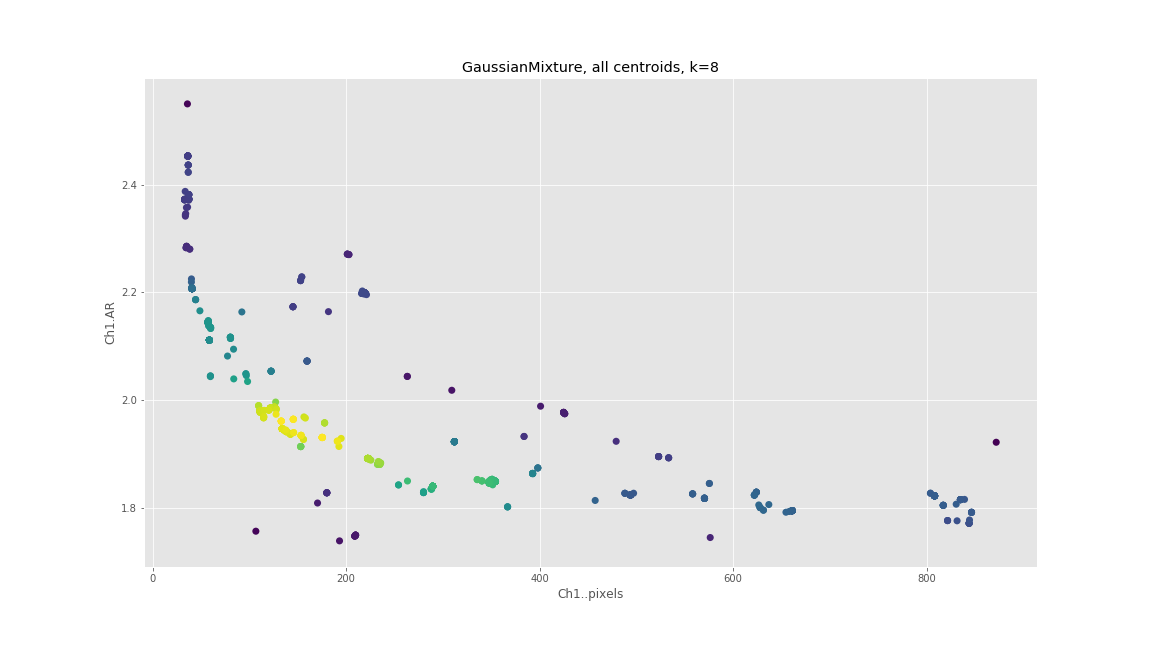 GaussianMixture, all centroids, k=8
2.4
2.2
2.0
1.8
Ch1.AR
0 200 400 600 800
Ch1..pixels